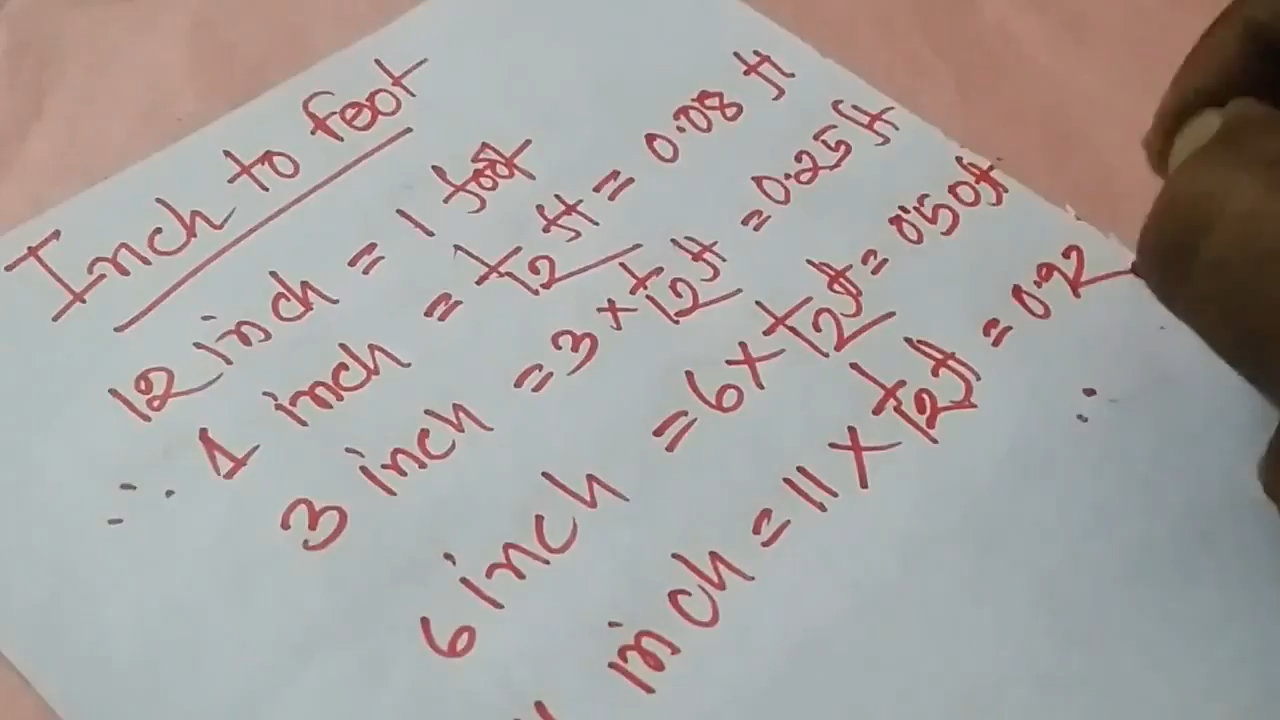 Inch to foot
12 inch = 1 foot
∴ 1 inch = 1/12 ft = 0.08 ft
3 inch = 3 × 1/12 ft = 0.25 ft
6 inch = 6 × 1/12 ft = 0.50 ft
inch = 11 × 1/12 ft = 0.92
∴